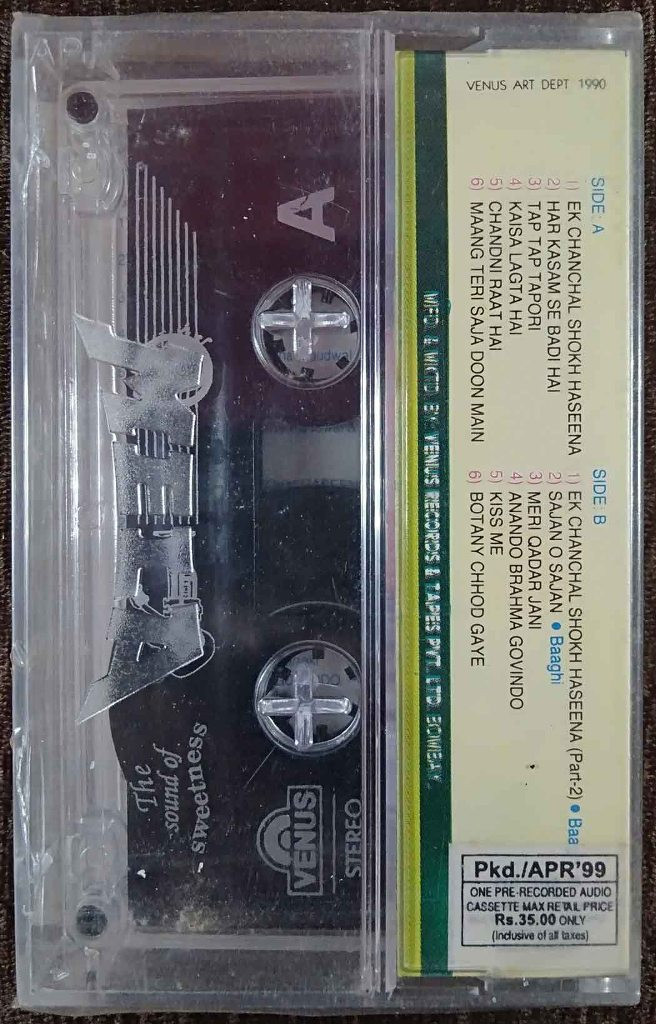 VENUS ART DEPT 1990
SIDE: A
1) EK CHANCHAL SHOKH HASEENA
2) HAR KASAM SE BADI HAI
3) TAP TAP TAPORI
4) KAISA LAGTA HAI
5) CHANDNI RAAT HAI
6) MAANG TERI SAJA DOON MAIN
SIDE: B
1) EK CHANCHAL SHOKH HASEENA (Part-2) • Baa
2) SAJAN O SAJAN • Baaghi
3) MERI QADAR JANI
4) ANANDO BRAHMA GOVINDO
5) KISS ME
6) BOTANY CHHOD GAYE
MFD. & MKTD. BY: VENUS RECORDS & TAPES PVT. LTD. BOMBAY.
Pkd./APR'99
ONE PRE-RECORDED AUDIO
CASSETTE MAX RETAIL PRICE
Rs.35.00 ONLY
(Inclusive of all taxes)
A
VENUS
STEREO
The
sound of
sweetness